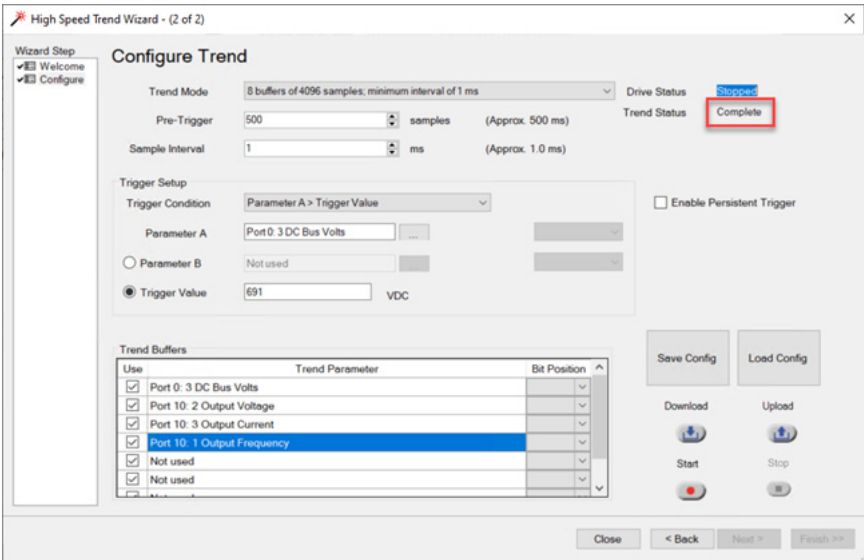 High Speed Trend Wizard - (2 of 2)
Wizard Step
Welcome
Configure
Configure Trend
Trend Mode 8 buffers of 4096 samples; minimum interval of 1 ms Drive Status Stopped
Pre-Trigger 500 samples (Approx. 500 ms) Trend Status Complete
Sample Interval 1 ms (Approx. 1.0 ms)
Trigger Setup
Trigger Condition Parameter A > Trigger Value Enable Persistent Trigger
Parameter A Port 0: 3 DC Bus Volts ...
Parameter B Not used ...
Trigger Value 691 VDC
Trend Buffers
Use Trend Parameter Bit Position
Port 0: 3 DC Bus Volts
Port 10: 2 Output Voltage
Port 10: 3 Output Current
Port 10: 1 Output Frequency
Not used
Not used
Save Config Load Config
Download Upload
Start Stop
Close < Back Next > Finish >>